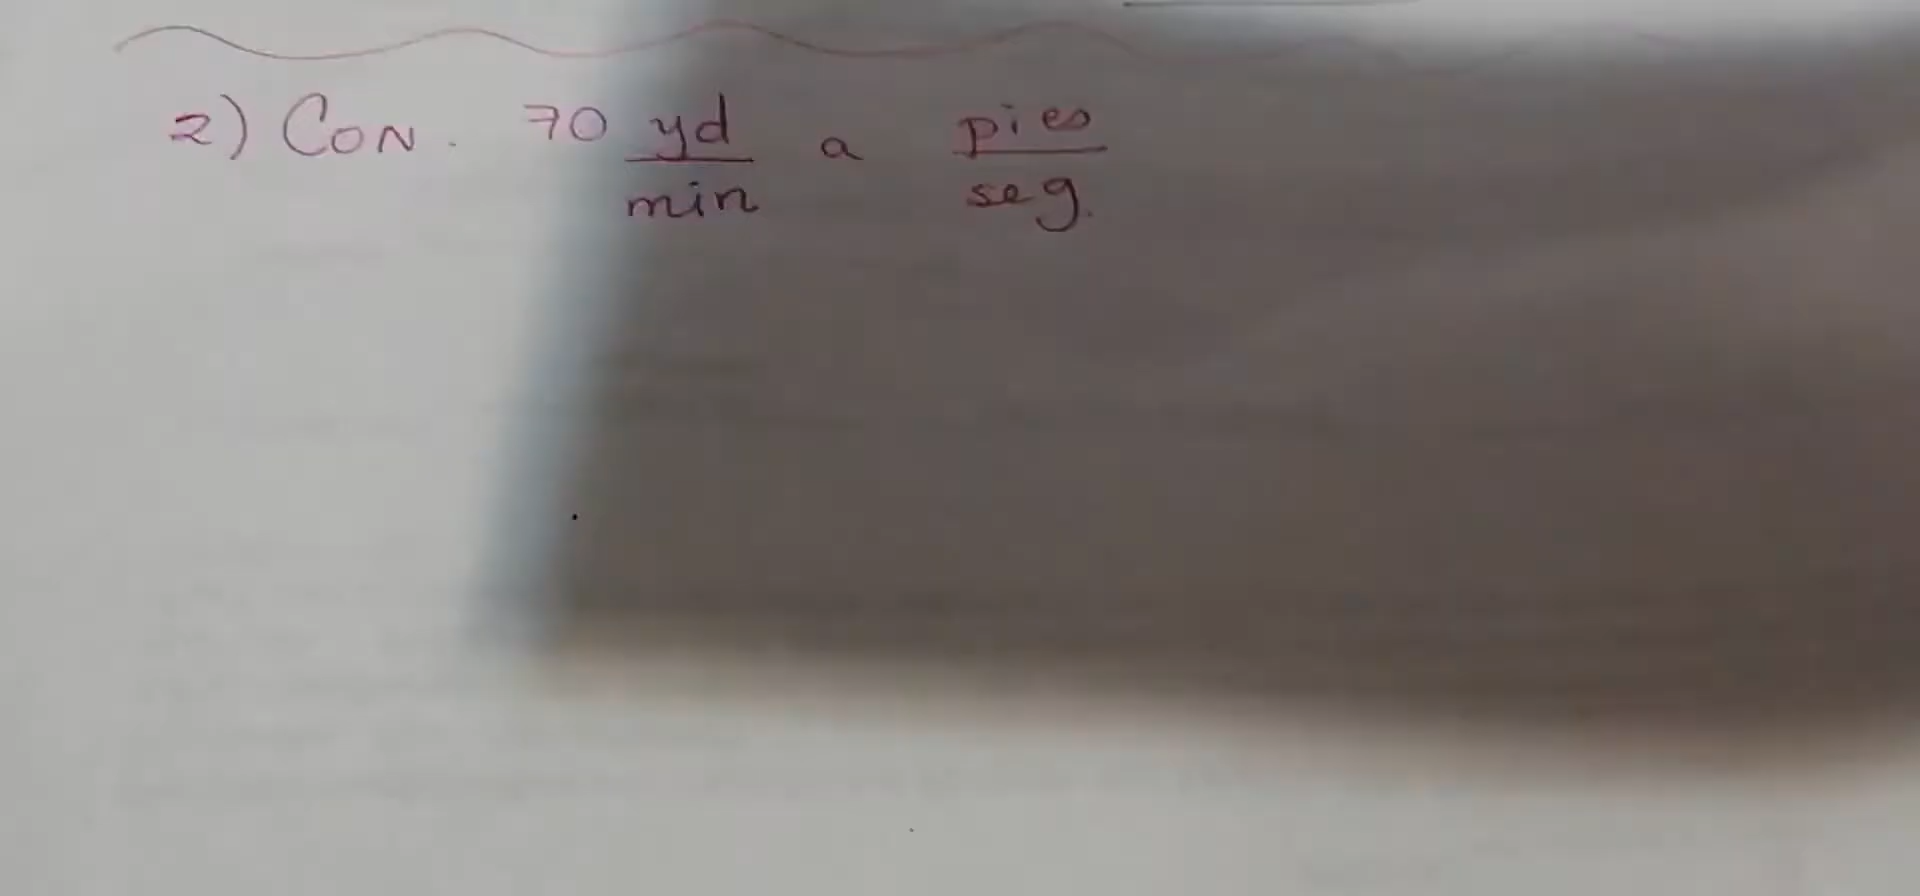 2) CON. 70 yd/min a pies/seg.